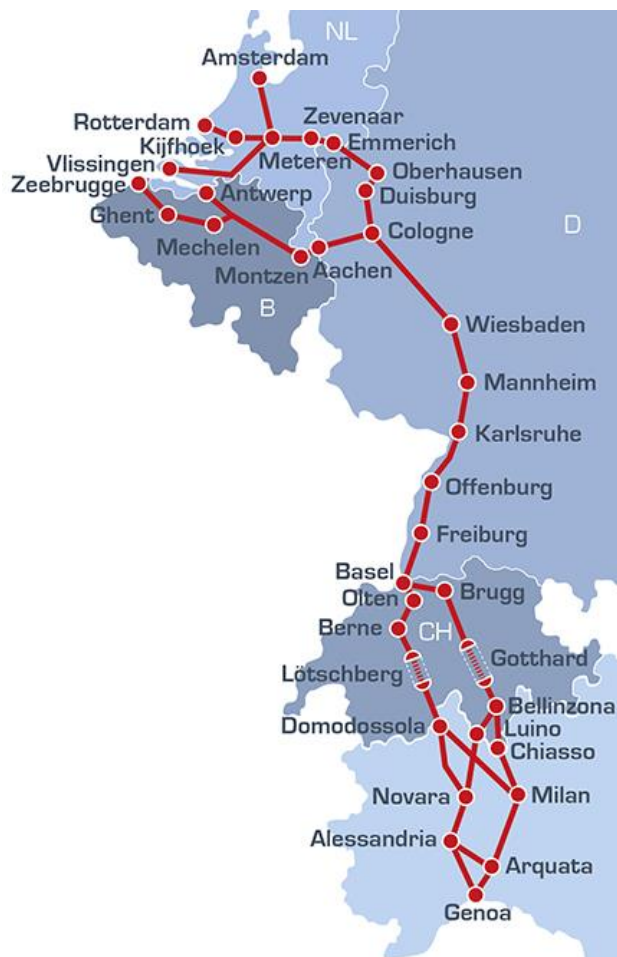 NL
Amsterdam
Rotterdam
Zevenaar
Kijfhoek
Emmerich
Meteren
Vlissingen
Oberhausen
Zeebrugge
Antwerp
Duisburg
Ghent
Cologne
D
Mechelen
Aachen
Montzen
B
Wiesbaden
Mannheim
Karlsruhe
Offenburg
Freiburg
Basel
Brugg
Olten
Berne
CH
Gotthard
Lötschberg
Bellinzona
Domodossola
Luino
Chiasso
Novara
Milan
Alessandria
Arquata
Genoa